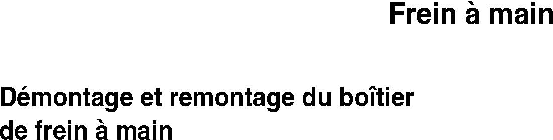 Frein à main
Démontage et remontage du boîtier
de frein à main